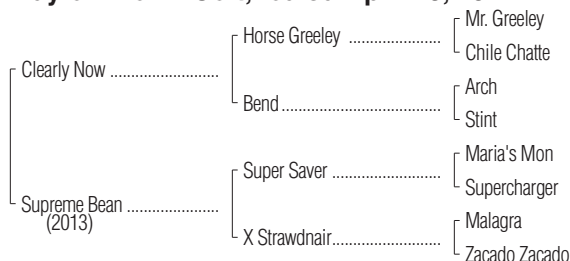 Mr. Greeley
Horse Greeley
Chile Chatte
Clearly Now
Arch
Bend
Stint
Maria's Mon
Super Saver
Supercharger
Supreme Bean
(2013)
Malagra
X Strawdnair
Zacado Zacado